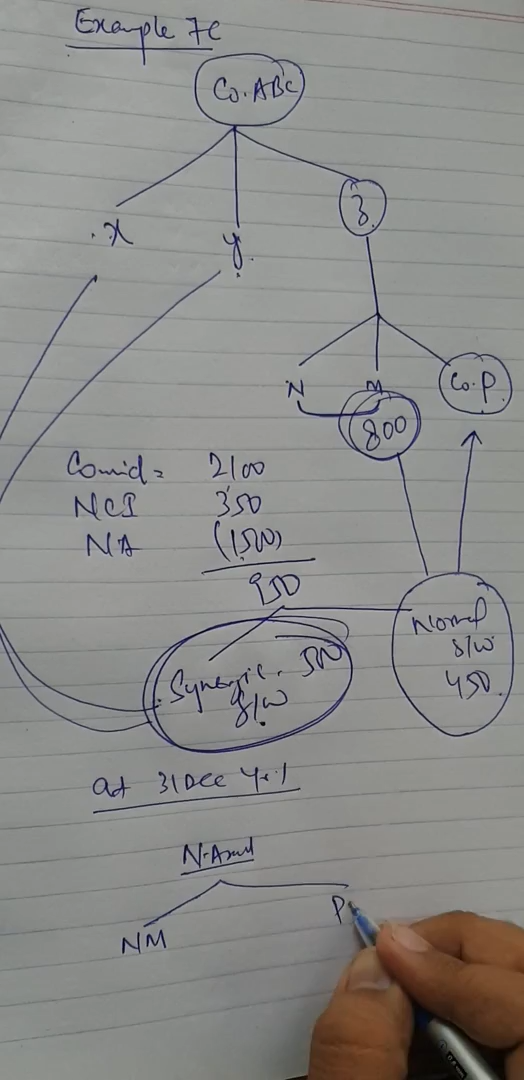 Example 7C
Co. ABC
x y z
N M Co. P
800
Consid = 2100
NCI 350
NA (1500)
950
Normal
g/w
450
Synergic. 500
g/w
at 31 Dec Yr. 1
N-Asset
NM P